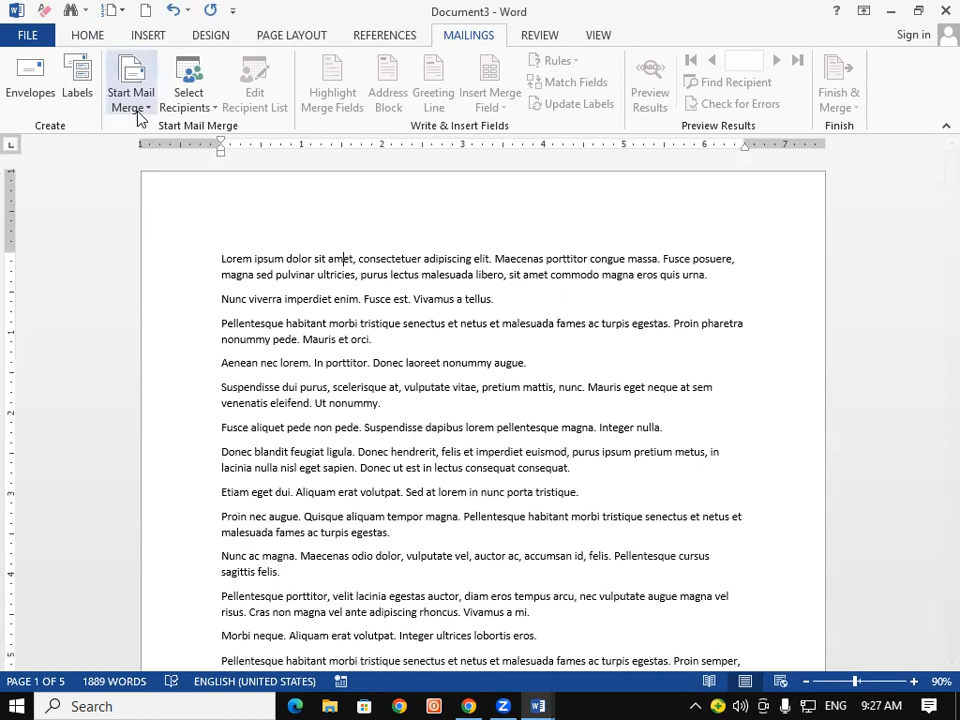 Document3 - Word
Sign in
FILE
HOME
INSERT
DESIGN
PAGE LAYOUT
REFERENCES
MAILINGS
REVIEW
VIEW
Envelopes
Labels
Start Mail
Merge
Select
Recipients
Edit
Recipient List
Highlight
Merge Fields
Address
Block
Greeting
Line
Insert Merge
Field
Rules
Match Fields
Update Labels
Preview
Results
Find Recipient
Check for Errors
Finish &
Merge
Create
Start Mail Merge
Write & Insert Fields
Preview Results
Finish
1 1 2 3 4 5 6 7
1
1
2
3
4
5
Lorem ipsum dolor sit amet, consectetuer adipiscing elit. Maecenas porttitor congue massa. Fusce posuere,
magna sed pulvinar ultricies, purus lectus malesuada libero, sit amet commodo magna eros quis urna.
Nunc viverra imperdiet enim. Fusce est. Vivamus a tellus.
Pellentesque habitant morbi tristique senectus et netus et malesuada fames ac turpis egestas. Proin pharetra
nonummy pede. Mauris et orci.
Aenean nec lorem. In porttitor. Donec laoreet nonummy augue.
Suspendisse dui purus, scelerisque at, vulputate vitae, pretium mattis, nunc. Mauris eget neque at sem
venenatis eleifend. Ut nonummy.
Fusce aliquet pede non pede. Suspendisse dapibus lorem pellentesque magna. Integer nulla.
Donec blandit feugiat ligula. Donec hendrerit, felis et imperdiet euismod, purus ipsum pretium metus, in
lacinia nulla nisl eget sapien. Donec ut est in lectus consequat consequat.
Etiam eget dui. Aliquam erat volutpat. Sed at lorem in nunc porta tristique.
Proin nec augue. Quisque aliquam tempor magna. Pellentesque habitant morbi tristique senectus et netus et
malesuada fames ac turpis egestas.
Nunc ac magna. Maecenas odio dolor, vulputate vel, auctor ac, accumsan id, felis. Pellentesque cursus
sagittis felis.
Pellentesque porttitor, velit lacinia egestas auctor, diam eros tempus arcu, nec vulputate augue magna vel
risus. Cras non magna vel ante adipiscing rhoncus. Vivamus a mi.
Morbi neque. Aliquam erat volutpat. Integer ultrices lobortis eros.
Pellentesque habitant morbi tristique senectus et netus et malesuada fames ac turpis egestas. Proin semper,
PAGE 1 OF 5
1889 WORDS
ENGLISH (UNITED STATES)
90%
Search
ENG
9:27 AM